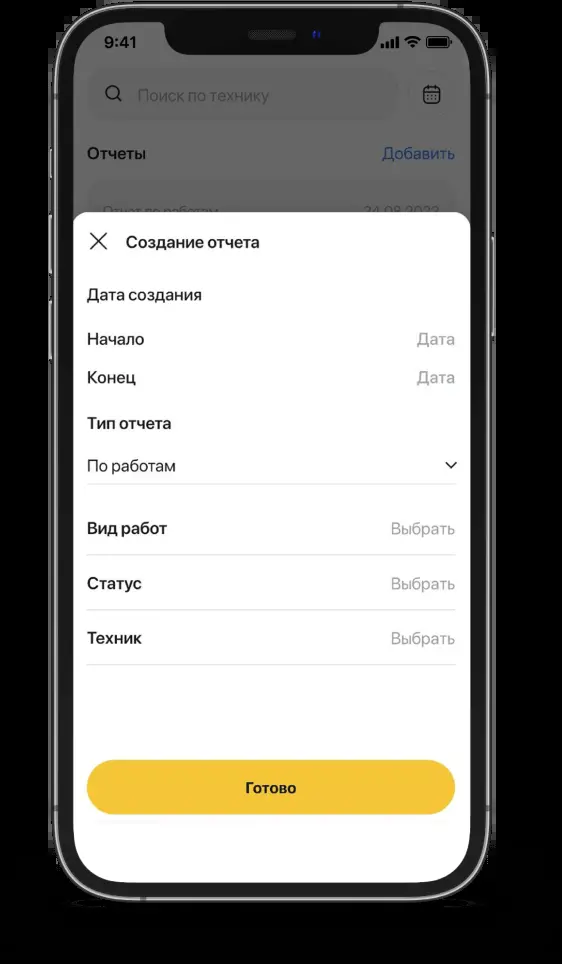 9:41
Поиск по технику
Отчеты Добавить
Отчет по работам 24.08.2023
Создание отчета
Дата создания
Начало Дата
Конец Дата
Тип отчета
По работам
Вид работ Выбрать
Статус Выбрать
Техник Выбрать
Готово